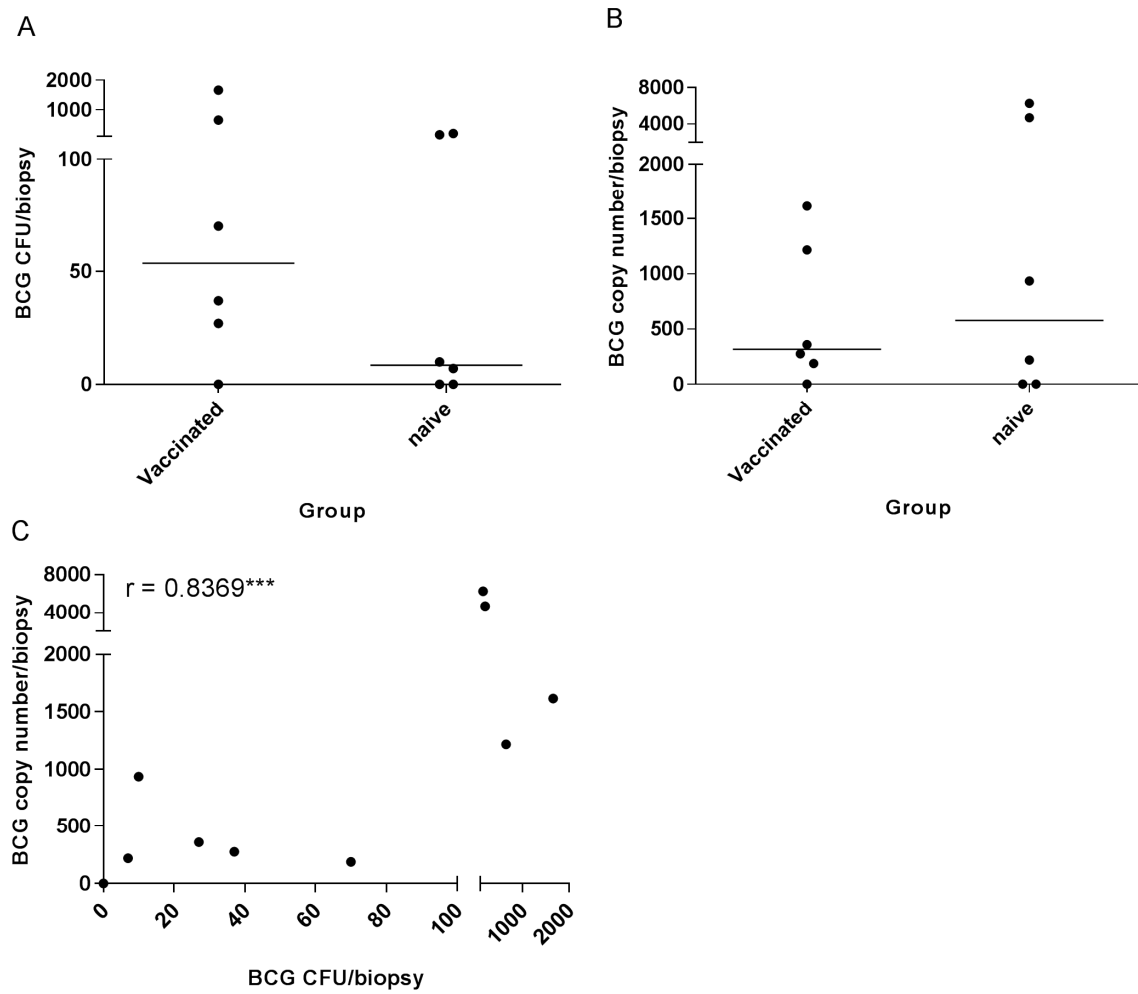 A
2000
1000
100
50
0
BCG CFU/biopsy
Vaccinated
naive
Group
B
8000
4000
2000
1500
1000
500
0
BCG copy number/biopsy
Vaccinated
naive
Group
C
r = 0.8369***
8000
4000
2000
1500
1000
500
0
BCG copy number/biopsy
0
20
40
60
80
100
1000
2000
BCG CFU/biopsy